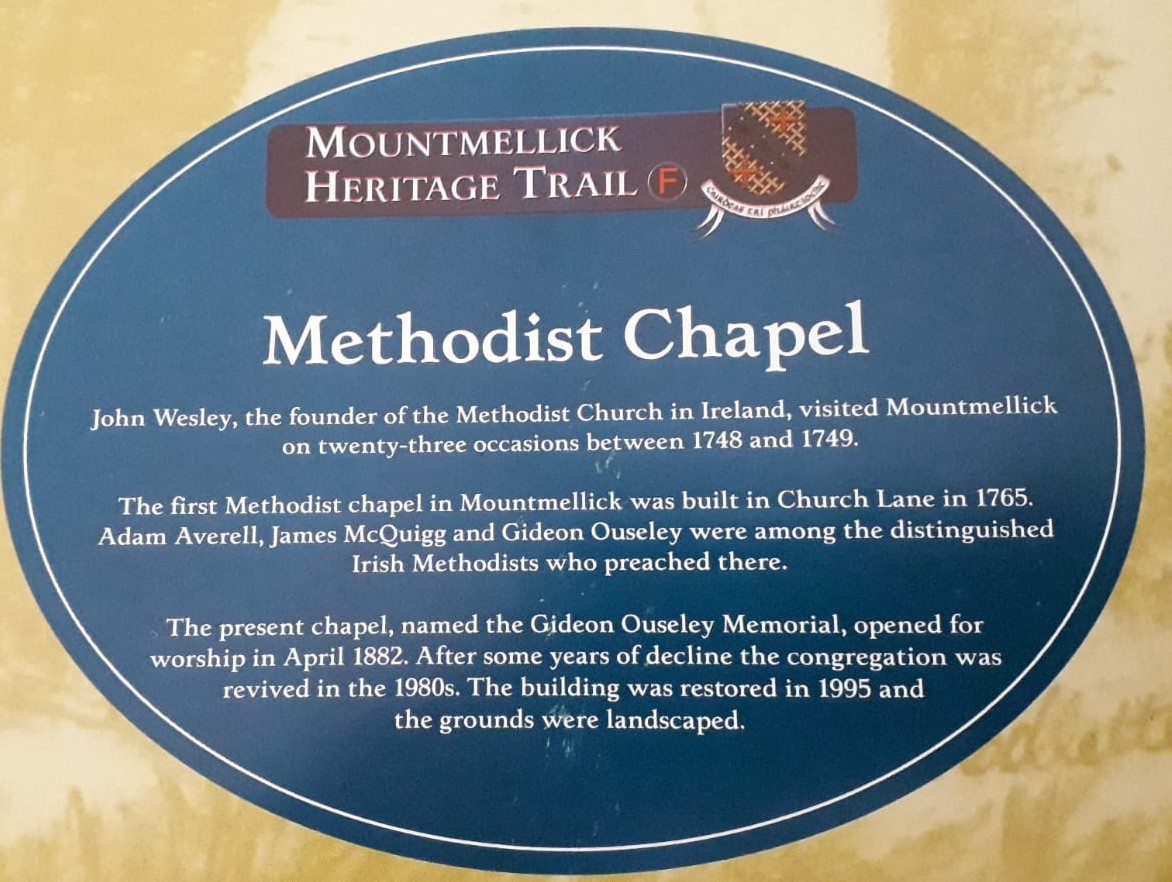 MOUNTMELLICK
HERITAGE TRAIL F
Methodist Chapel
John Wesley, the founder of the Methodist Church in Ireland, visited Mountmellick
on twenty-three occasions between 1748 and 1749.
The first Methodist chapel in Mountmellick was built in Church Lane in 1765.
Adam Averell, James McQuigg and Gideon Ouseley were among the distinguished
Irish Methodists who preached there.
The present chapel, named the Gideon Ouseley Memorial, opened for
worship in April 1882. After some years of decline the congregation was
revived in the 1980s. The building was restored in 1995 and
the grounds were landscaped.